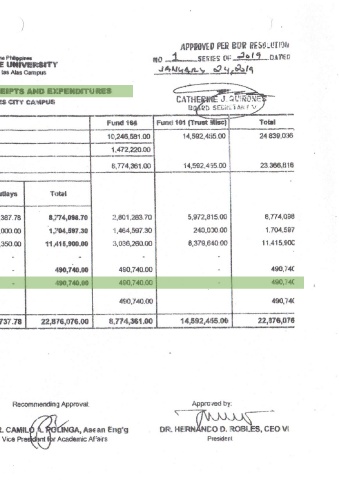 APPROVED PER BOR RESOLUTION
NO 1 SERIES OF 2019 DATED
JANUARY 24, 2019
the Philippines
UNIVERSITY
las Alas Campus
CEIPTS AND EXPENDITURES
ES CITY CAMPUS
CATHERINE J. QUIRONES
BOARD SECRETARY V
Fund 164 Fund 101 (Trust Misc) Total
10,246,581.00 14,592,455.00 24 839,036
1,472,220.00
8,774,361.00 14,592,455.00 23,366,816
utlays Total
387.78 8,774,098.70 2,801,283.70 5,972,815.00 8,774,098
000.00 1,704,597.30 1,464,597.30 240,000.00 1,704,597
350.00 11,415,900.00 3,036,260.00 8,379,640.00 11,415,900
- - - - -
- 490,740.00 490,740.00 490,740
- 490,740.00 490,740.00 - 490,740
490,740.00 490,740
737.78 22,876,076.00 8,774,361.00 14,592,455.00 22,876,076
Recommending Approval: Approved by:
CAMILO A. POLINGA, Asean Eng'g DR. HERNANDO D. ROBLES, CEO VI
Vice President for Academic Affairs President